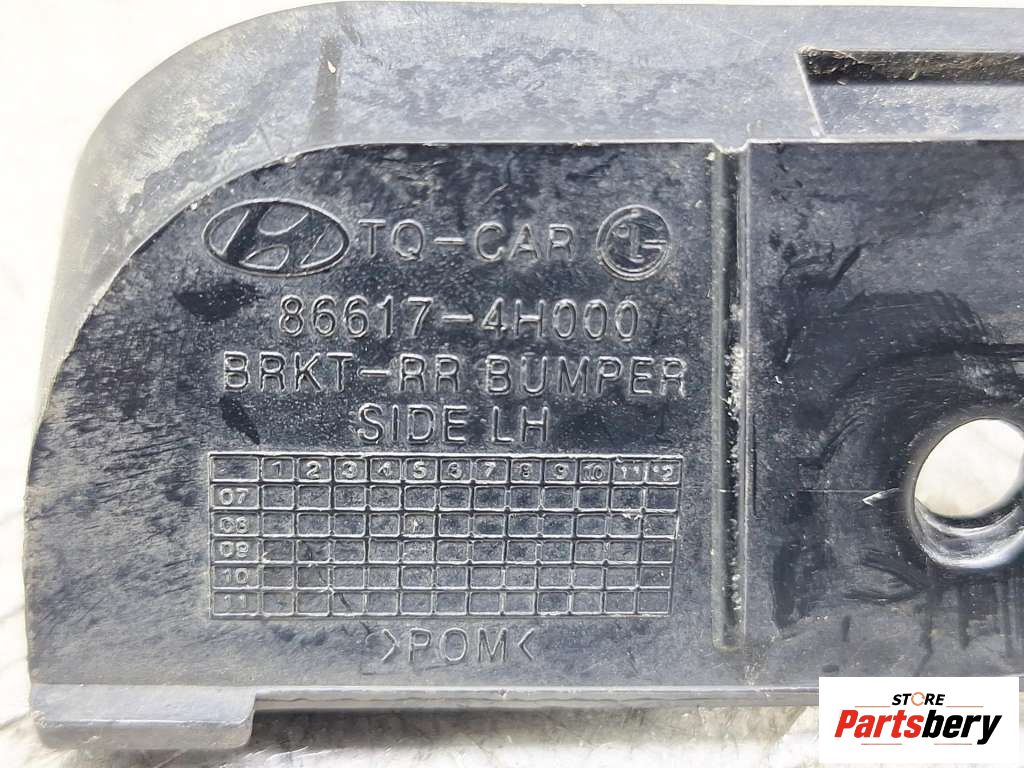 TQ-CAR
86617-4H000
BRKT-RR BUMPER
SIDE LH
1 2 3 4 5 6 7 8 9 10 11 12
07
08
09
10
11
>POM<
STORE
Partsbery